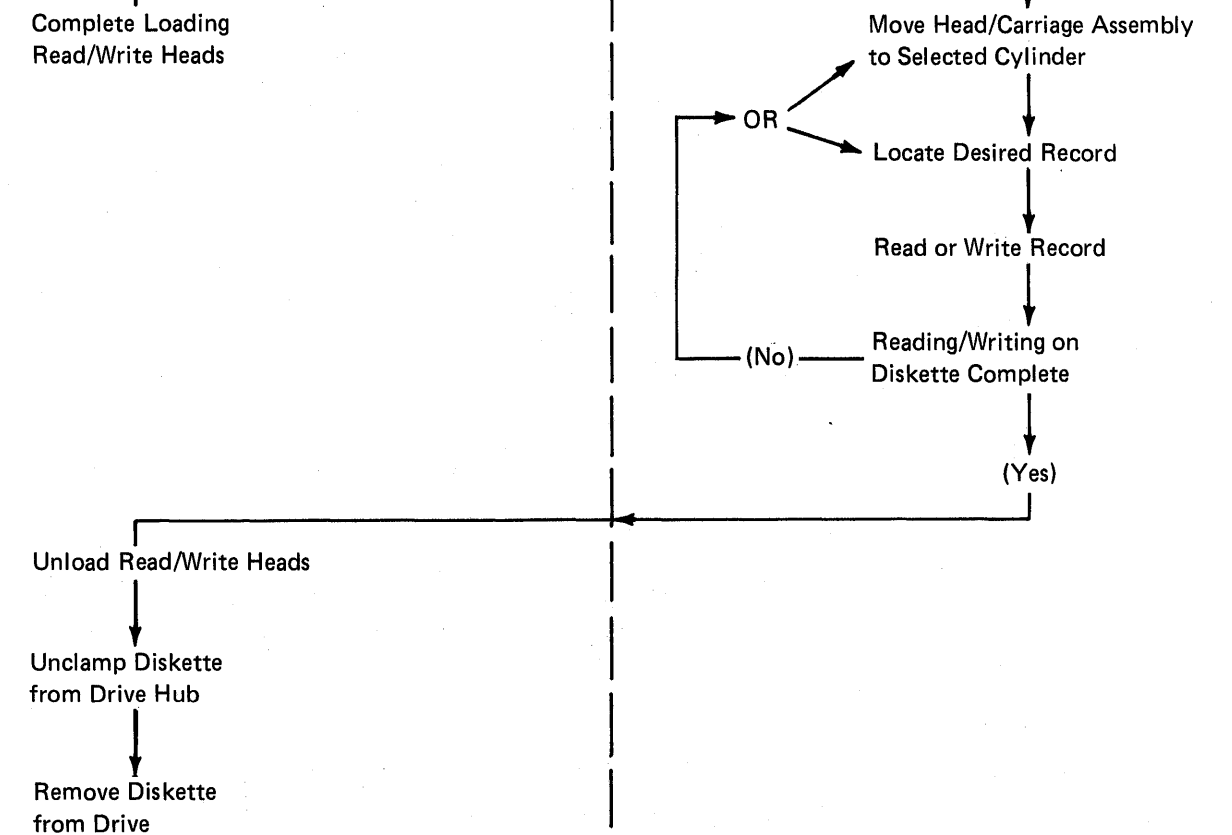 Complete Loading
Read/Write Heads
Move Head/Carriage Assembly
to Selected Cylinder
OR
Locate Desired Record
Read or Write Record
(No)
Reading/Writing on
Diskette Complete
(Yes)
Unload Read/Write Heads
Unclamp Diskette
from Drive Hub
Remove Diskette
from Drive